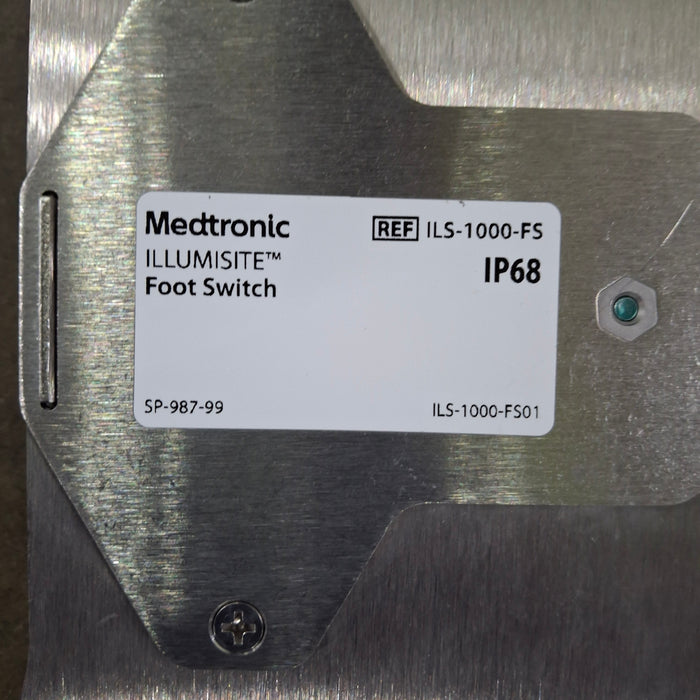 Medtronic
ILLUMISITE™
Foot Switch
REF ILS-1000-FS
IP68
SP-987-99
ILS-1000-FS01